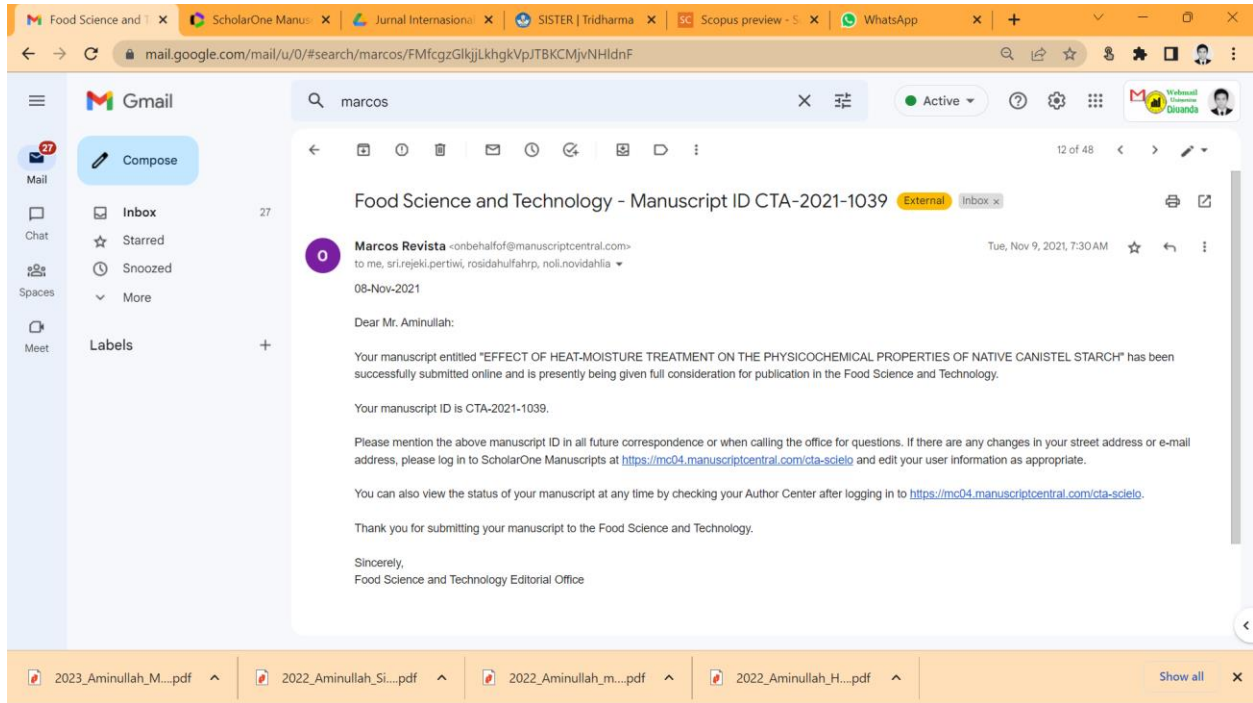 Food Science and T
ScholarOne Manus
Jurnal Internasiona
SISTER | Tridharma
Scopus preview - S
WhatsApp
mail.google.com/mail/u/0/#search/marcos/FMfcgzGlkjjLkhgkVpJTBKCMjvNHldnF
Gmail
marcos
Active
Webmail
Universitas
Djuanda
27
Mail
Compose
12 of 48
Chat
Inbox 27
Starred
Snoozed
More
Spaces
Meet
Labels
Food Science and Technology - Manuscript ID CTA-2021-1039 External Inbox x
O
Marcos Revista <onbehalfof@manuscriptcentral.com> Tue, Nov 9, 2021, 7:30 AM
to me, sri.rejeki.pertiwi, rosidahulfahrp, noli.novidahlia
08-Nov-2021
Dear Mr. Aminullah:
Your manuscript entitled "EFFECT OF HEAT-MOISTURE TREATMENT ON THE PHYSICOCHEMICAL PROPERTIES OF NATIVE CANISTEL STARCH" has been
successfully submitted online and is presently being given full consideration for publication in the Food Science and Technology.
Your manuscript ID is CTA-2021-1039.
Please mention the above manuscript ID in all future correspondence or when calling the office for questions. If there are any changes in your street address or e-mail
address, please log in to ScholarOne Manuscripts at https://mc04.manuscriptcentral.com/cta-scielo and edit your user information as appropriate.
You can also view the status of your manuscript at any time by checking your Author Center after logging in to https://mc04.manuscriptcentral.com/cta-scielo.
Thank you for submitting your manuscript to the Food Science and Technology.
Sincerely,
Food Science and Technology Editorial Office
2023_Aminullah_M....pdf
2022_Aminullah_Si....pdf
2022_Aminullah_m....pdf
2022_Aminullah_H....pdf
Show all